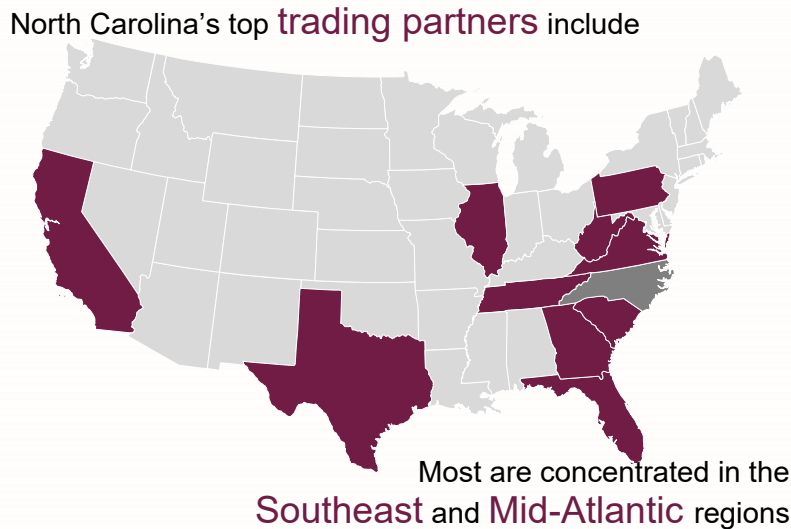 North Carolina’s top trading partners include
Most are concentrated in the
Southeast and Mid-Atlantic regions